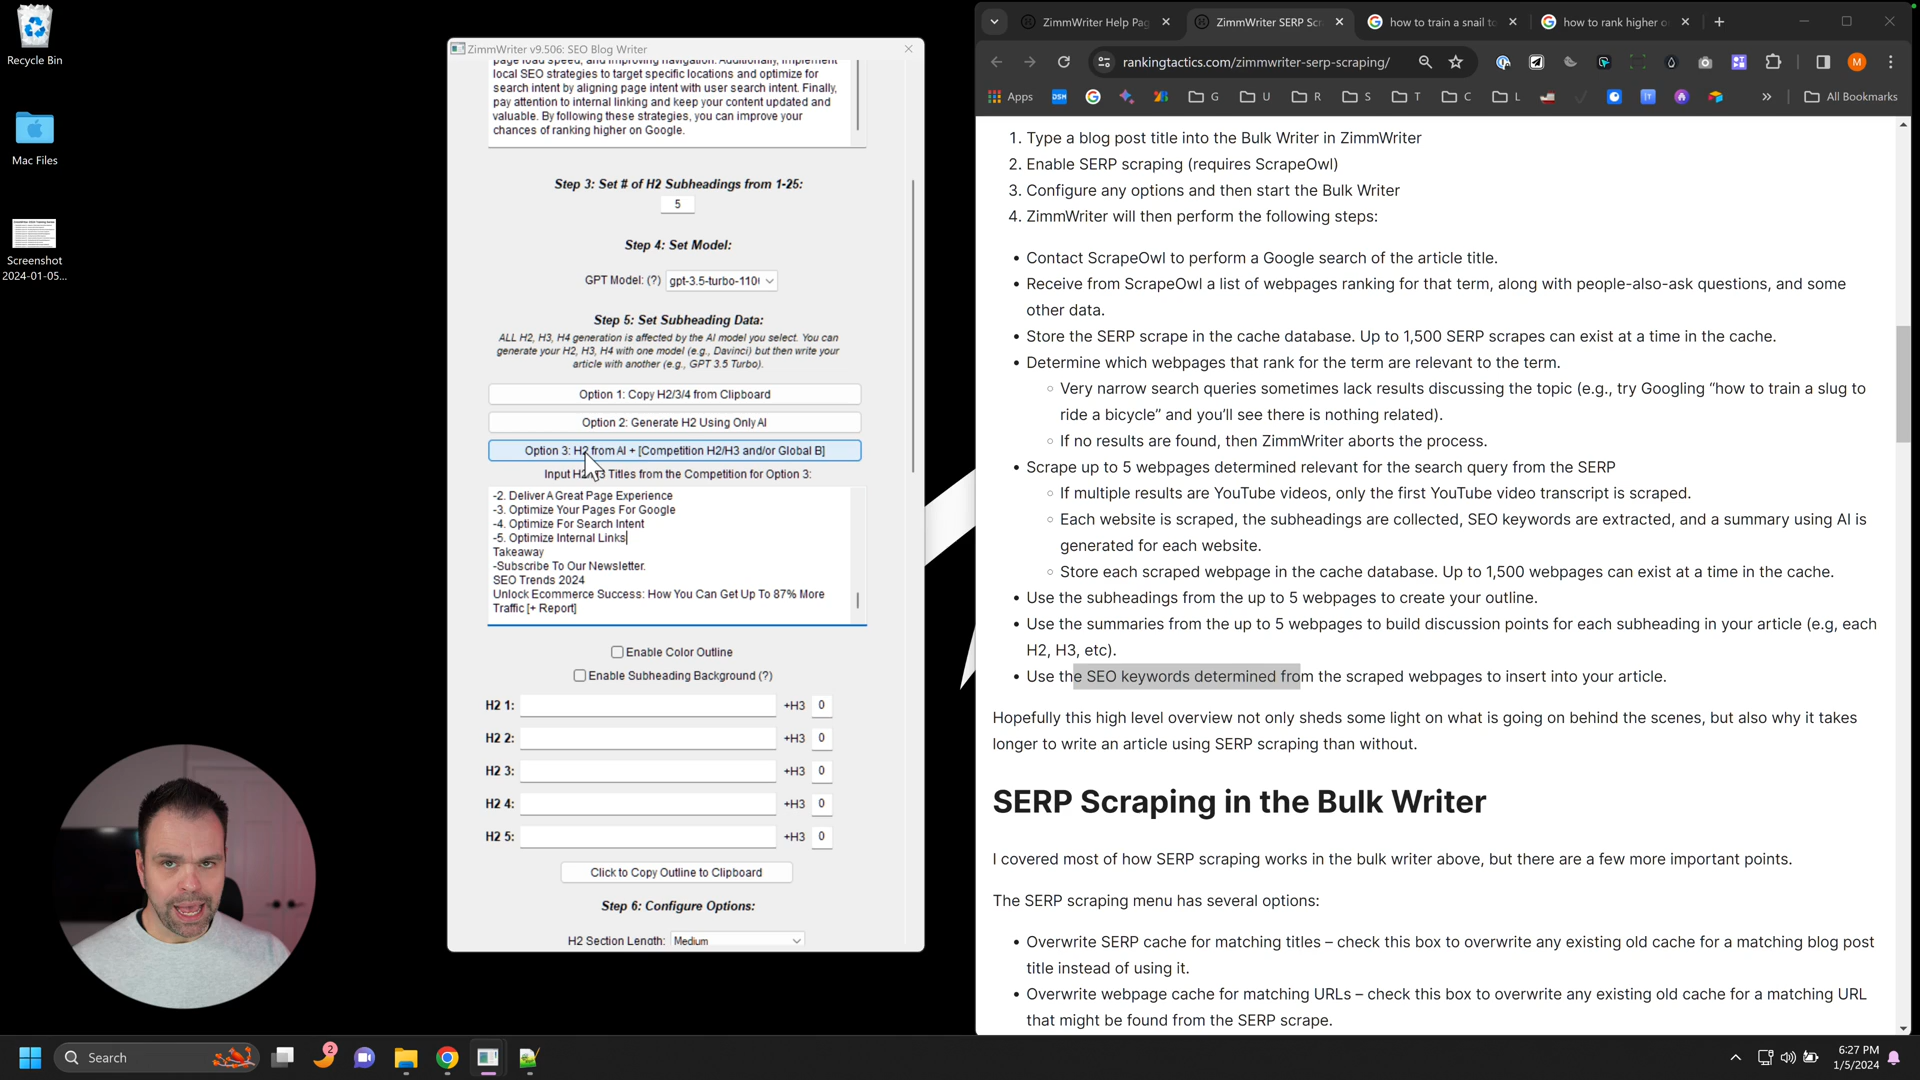 Recycle Bin
Mac Files
Screenshot
2024-01-05...
ZimmWriter v9.506: SEO Blog Writer
page load speed, and improving navigation. Additionally, implement
local SEO strategies to target specific locations and optimize for
search intent by aligning page intent with user search intent. Finally,
pay attention to internal linking and keep your content updated and
valuable. By following these strategies, you can improve your
chances of ranking higher on Google.
Step 3: Set # of H2 Subheadings from 1-25:
5
Step 4: Set Model:
GPT Model: (?) gpt-3.5-turbo-110
Step 5: Set Subheading Data:
ALL H2, H3, H4 generation is affected by the AI model you select. You can
generate your H2, H3, H4 with one model (e.g., Davinci) but then write your
article with another (e.g., GPT 3.5 Turbo).
Option 1: Copy H2/3/4 from Clipboard
Option 2: Generate H2 Using Only AI
Option 3: H2 from AI + [Competition H2/H3 and/or Global B]
Input H2 Titles from the Competition for Option 3:
-2. Deliver A Great Page Experience
-3. Optimize Your Pages For Google
-4. Optimize For Search Intent
-5. Optimize Internal Links
Takeaway
-Subscribe To Our Newsletter.
SEO Trends 2024
Unlock Ecommerce Success: How You Can Get Up To 87% More
Traffic [+ Report]
Enable Color Outline
Enable Subheading Background (?)
H2 1: +H3 0
H2 2: +H3 0
H2 3: +H3 0
H2 4: +H3 0
H2 5: +H3 0
Click to Copy Outline to Clipboard
Step 6: Configure Options:
H2 Section Length: Medium
ZimmWriter Help Pag
ZimmWriter SERP Scr
how to train a snail to
how to rank higher o
rankingtactics.com/zimmwriter-serp-scraping/
M
Apps
DSM
G
U
R
S
T
C
L
All Bookmarks
1. Type a blog post title into the Bulk Writer in ZimmWriter
2. Enable SERP scraping (requires ScrapeOwl)
3. Configure any options and then start the Bulk Writer
4. ZimmWriter will then perform the following steps:
• Contact ScrapeOwl to perform a Google search of the article title.
• Receive from ScrapeOwl a list of webpages ranking for that term, along with people-also-ask questions, and some
other data.
• Store the SERP scrape in the cache database. Up to 1,500 SERP scrapes can exist at a time in the cache.
• Determine which webpages that rank for the term are relevant to the term.
◦ Very narrow search queries sometimes lack results discussing the topic (e.g., try Googling “how to train a slug to
ride a bicycle” and you’ll see there is nothing related).
◦ If no results are found, then ZimmWriter aborts the process.
• Scrape up to 5 webpages determined relevant for the search query from the SERP
◦ If multiple results are YouTube videos, only the first YouTube video transcript is scraped.
◦ Each website is scraped, the subheadings are collected, SEO keywords are extracted, and a summary using AI is
generated for each website.
◦ Store each scraped webpage in the cache database. Up to 1,500 webpages can exist at a time in the cache.
• Use the subheadings from the up to 5 webpages to create your outline.
• Use the summaries from the up to 5 webpages to build discussion points for each subheading in your article (e.g, each
H2, H3, etc).
• Use the SEO keywords determined from the scraped webpages to insert into your article.
Hopefully this high level overview not only sheds some light on what is going on behind the scenes, but also why it takes
longer to write an article using SERP scraping than without.
SERP Scraping in the Bulk Writer
I covered most of how SERP scraping works in the bulk writer above, but there are a few more important points.
The SERP scraping menu has several options:
• Overwrite SERP cache for matching titles – check this box to overwrite any existing old cache for a matching blog post
title instead of using it.
• Overwrite webpage cache for matching URLs – check this box to overwrite any existing old cache for a matching URL
that might be found from the SERP scrape.
Search
2
6:27 PM
1/5/2024